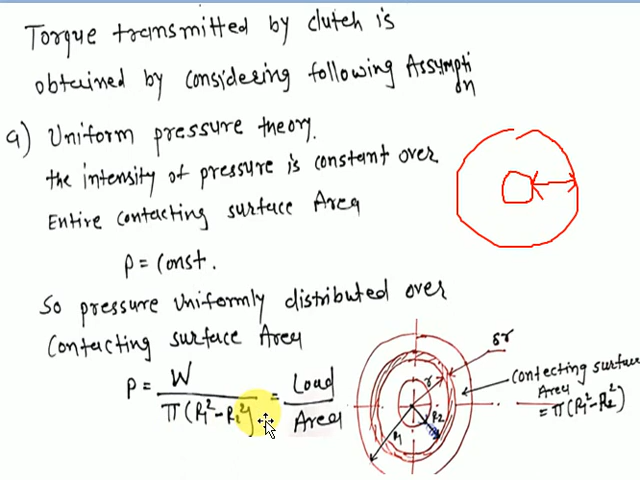 Torque transmitted by clutch is
obtained by considering following Assumpti
on
a) Uniform pressure theory.
the intensity of pressure is constant over
Entire contacting surface Area
P = Const.
So pressure uniformly distributed over
Contacting surface Area
P = W / π(R₁² - R₂²) = Load / Area
δr
r
R₁
R₂
Contecting surface
Area
= π(R₁² - R₂²)